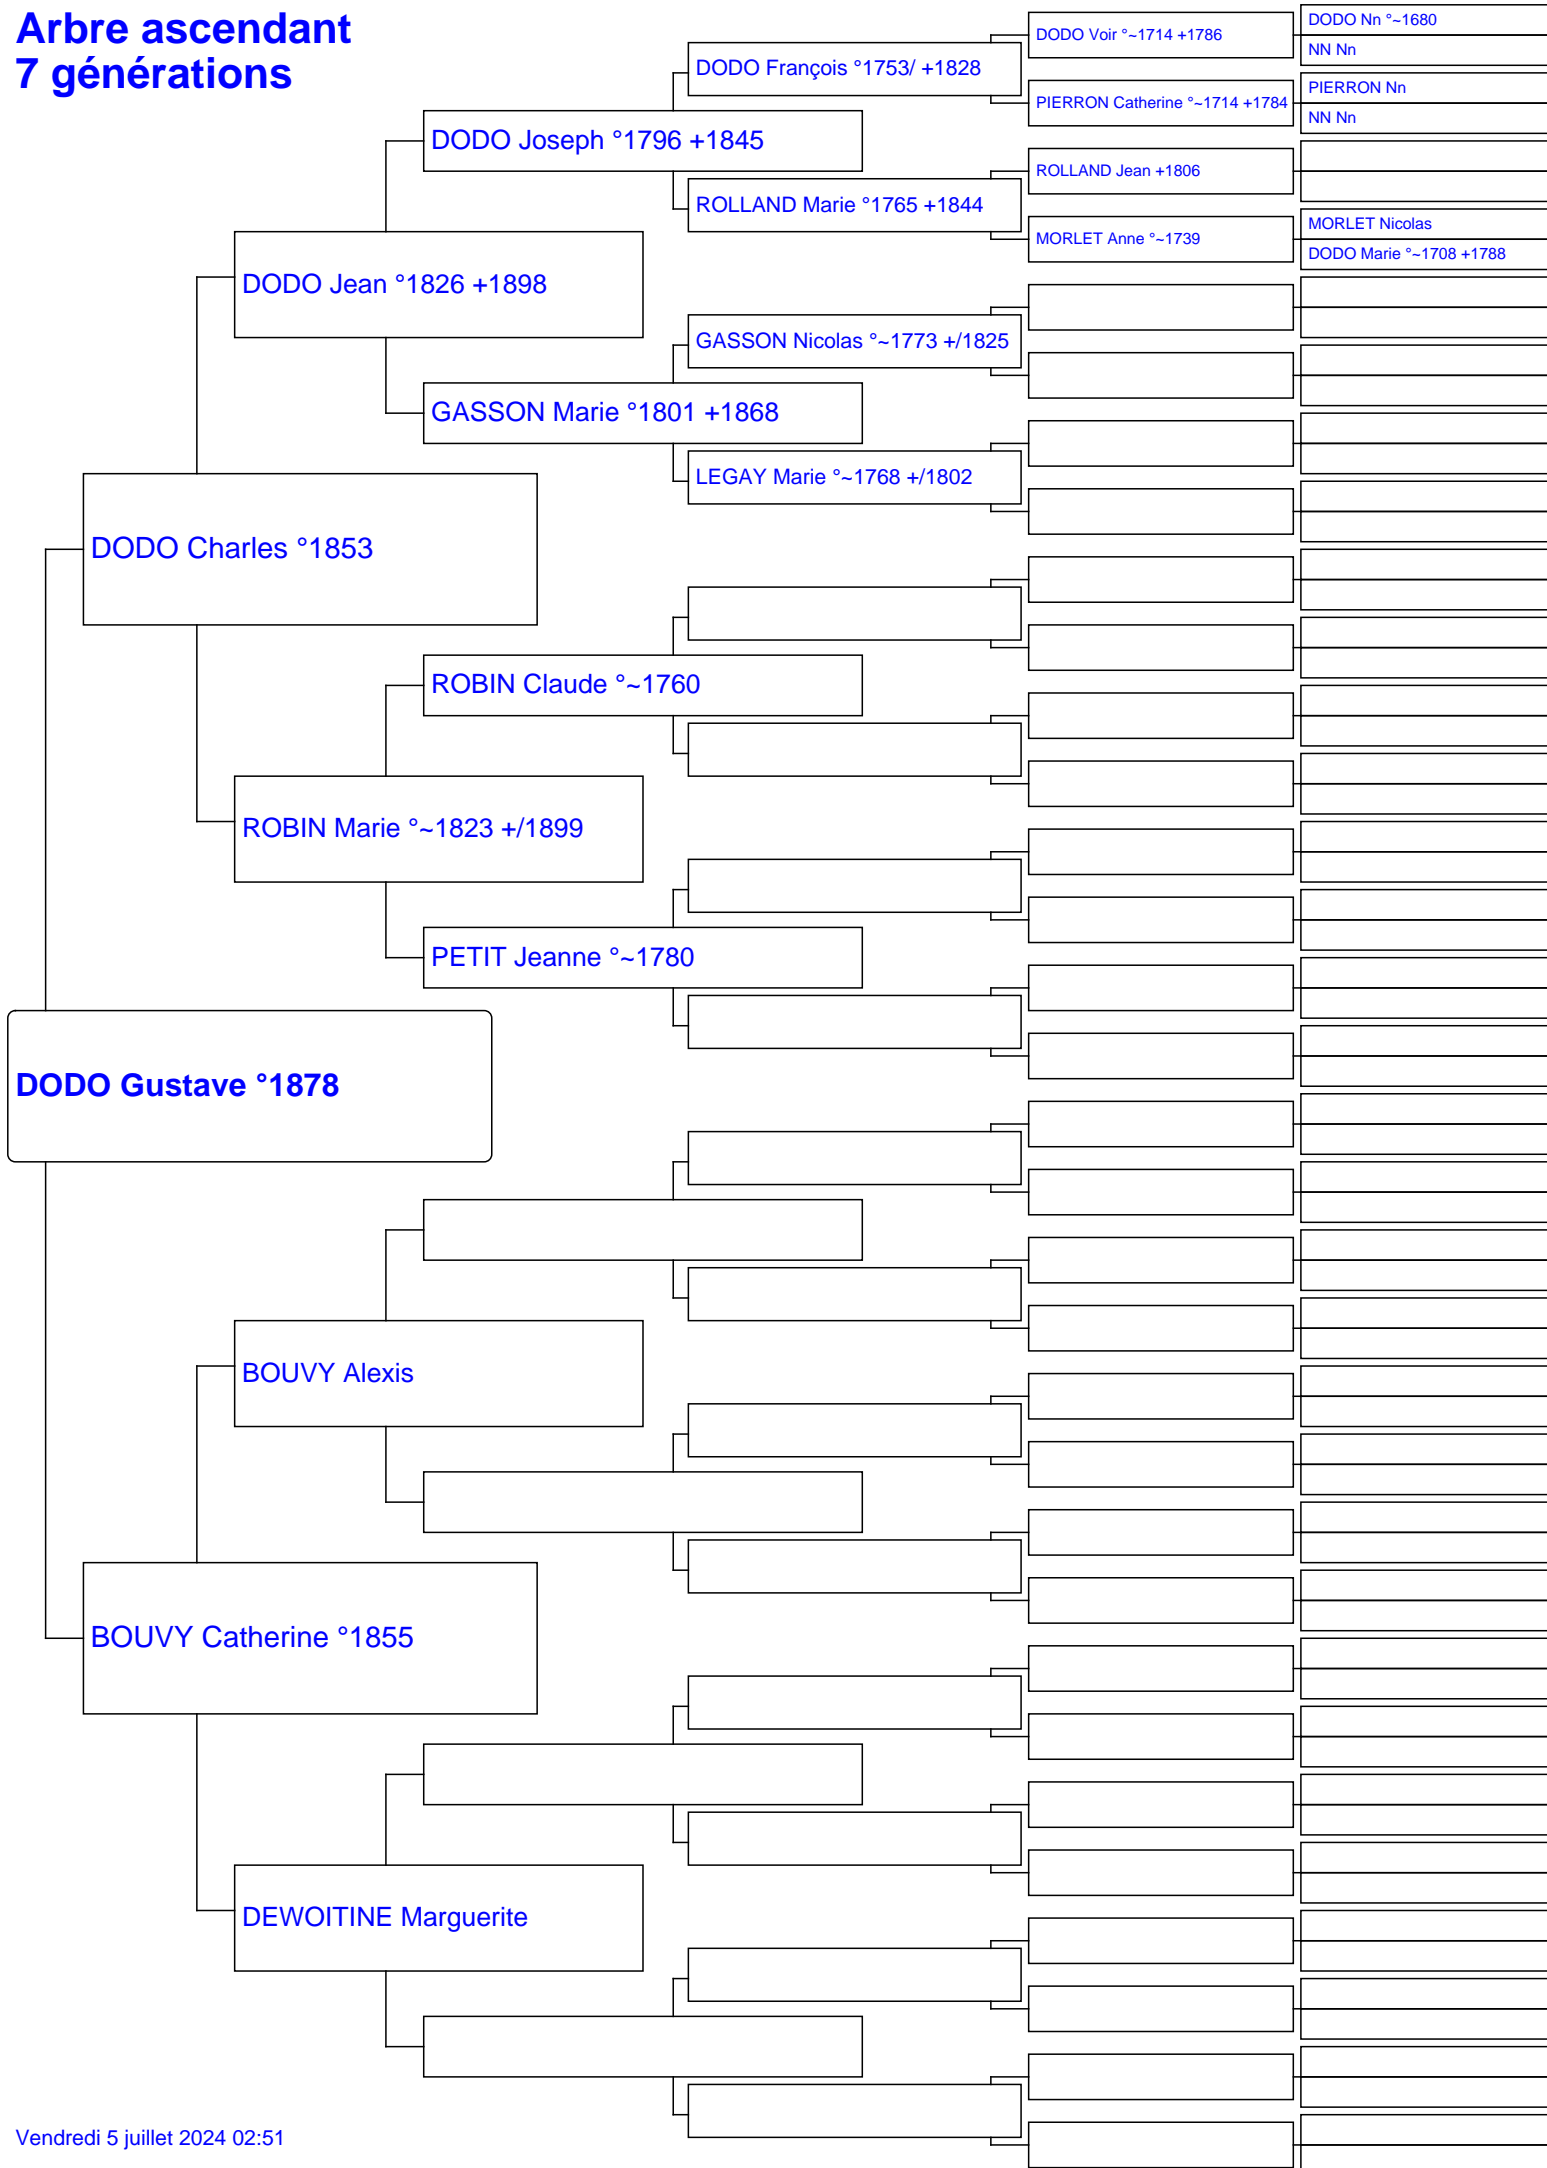 Arbre ascendant
7 générations
DODO Nn °~1680
DODO Voir °~1714 +1786
NN Nn
DODO François °1753/ +1828
PIERRON Nn
PIERRON Catherine °~1714 +1784
NN Nn
DODO Joseph °1796 +1845
ROLLAND Jean +1806
ROLLAND Marie °1765 +1844
MORLET Nicolas
MORLET Anne °~1739
DODO Marie °~1708 +1788
DODO Jean °1826 +1898
GASSON Nicolas °~1773 +/1825
GASSON Marie °1801 +1868
LEGAY Marie °~1768 +/1802
DODO Charles °1853
ROBIN Claude °~1760
ROBIN Marie °~1823 +/1899
PETIT Jeanne °~1780
DODO Gustave °1878
BOUVY Alexis
BOUVY Catherine °1855
DEWOITINE Marguerite
Vendredi 5 juillet 2024 02:51